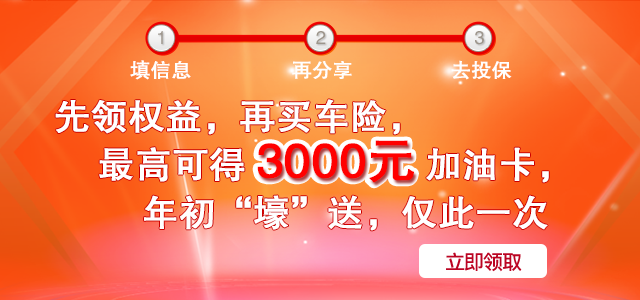 1 2 3
填信息 再分享 去投保
先领权益，再买车险，
最高可得3000元加油卡，
年初“壕”送，仅此一次
立即领取